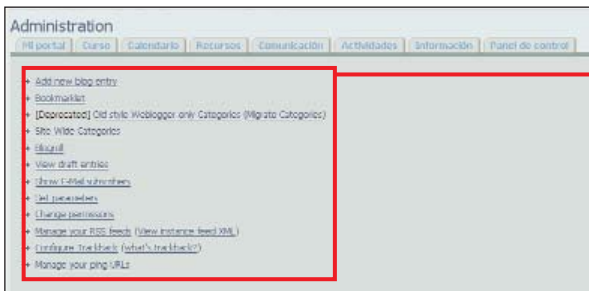 Administration
Mi portal Curso Calendario Recursos Comunicación Actividades Información Panel de control
Add new blog entry
Bookmarklet
[Deprecated] Old style Weblogger only Categories (Migrate Categories)
Site Wide Categories
Blogroll
View draft entries
Show E-Mail subscribers
Set parameters
Change permissions
Manage your RSS feeds (View instance feed XML)
Configure Trackback (what's trackback?)
Manage your ping URLs